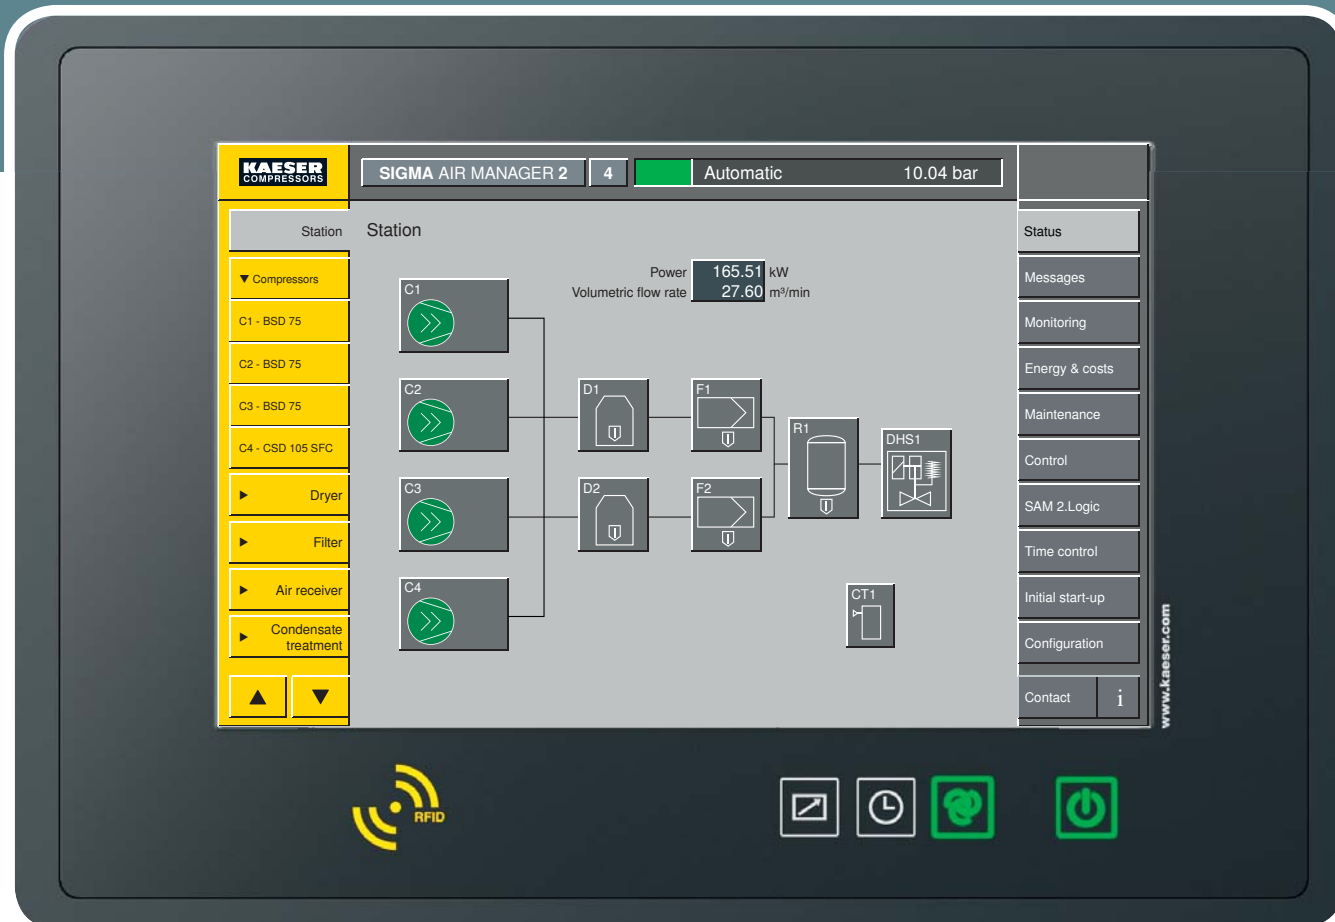 KAESER
COMPRESSORS
SIGMA AIR MANAGER 2
4
Automatic
10.04 bar
Station
▼ Compressors
C1 - BSD 75
C2 - BSD 75
C3 - BSD 75
C4 - CSD 105 SFC
► Dryer
► Filter
► Air receiver
► Condensate
treatment
▲ ▼
Station
Power 165.51 kW
Volumetric flow rate 27.60 m³/min
C1
C2
C3
C4
D1
D2
F1
F2
R1
DHS1
CT1
Status
Messages
Monitoring
Energy & costs
Maintenance
Control
SAM 2.Logic
Time control
Initial start-up
Configuration
Contact i
www.kaeser.com
RFID